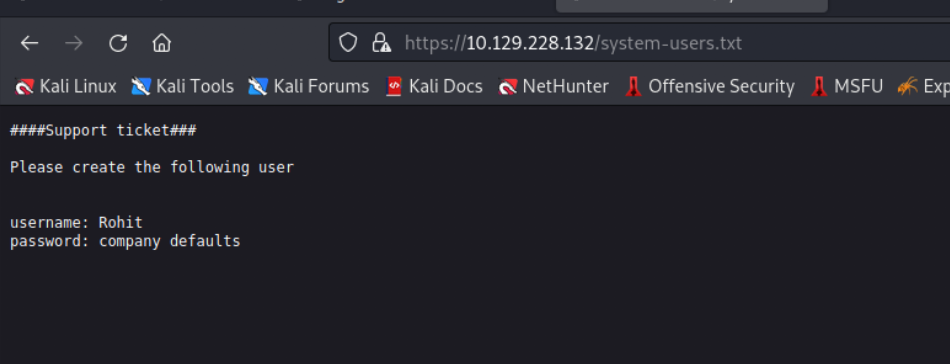 https://10.129.228.132/system-users.txt
Kali Linux Kali Tools Kali Forums Kali Docs NetHunter Offensive Security MSFU Exp
####Support ticket###
Please create the following user
username: Rohit
password: company defaults